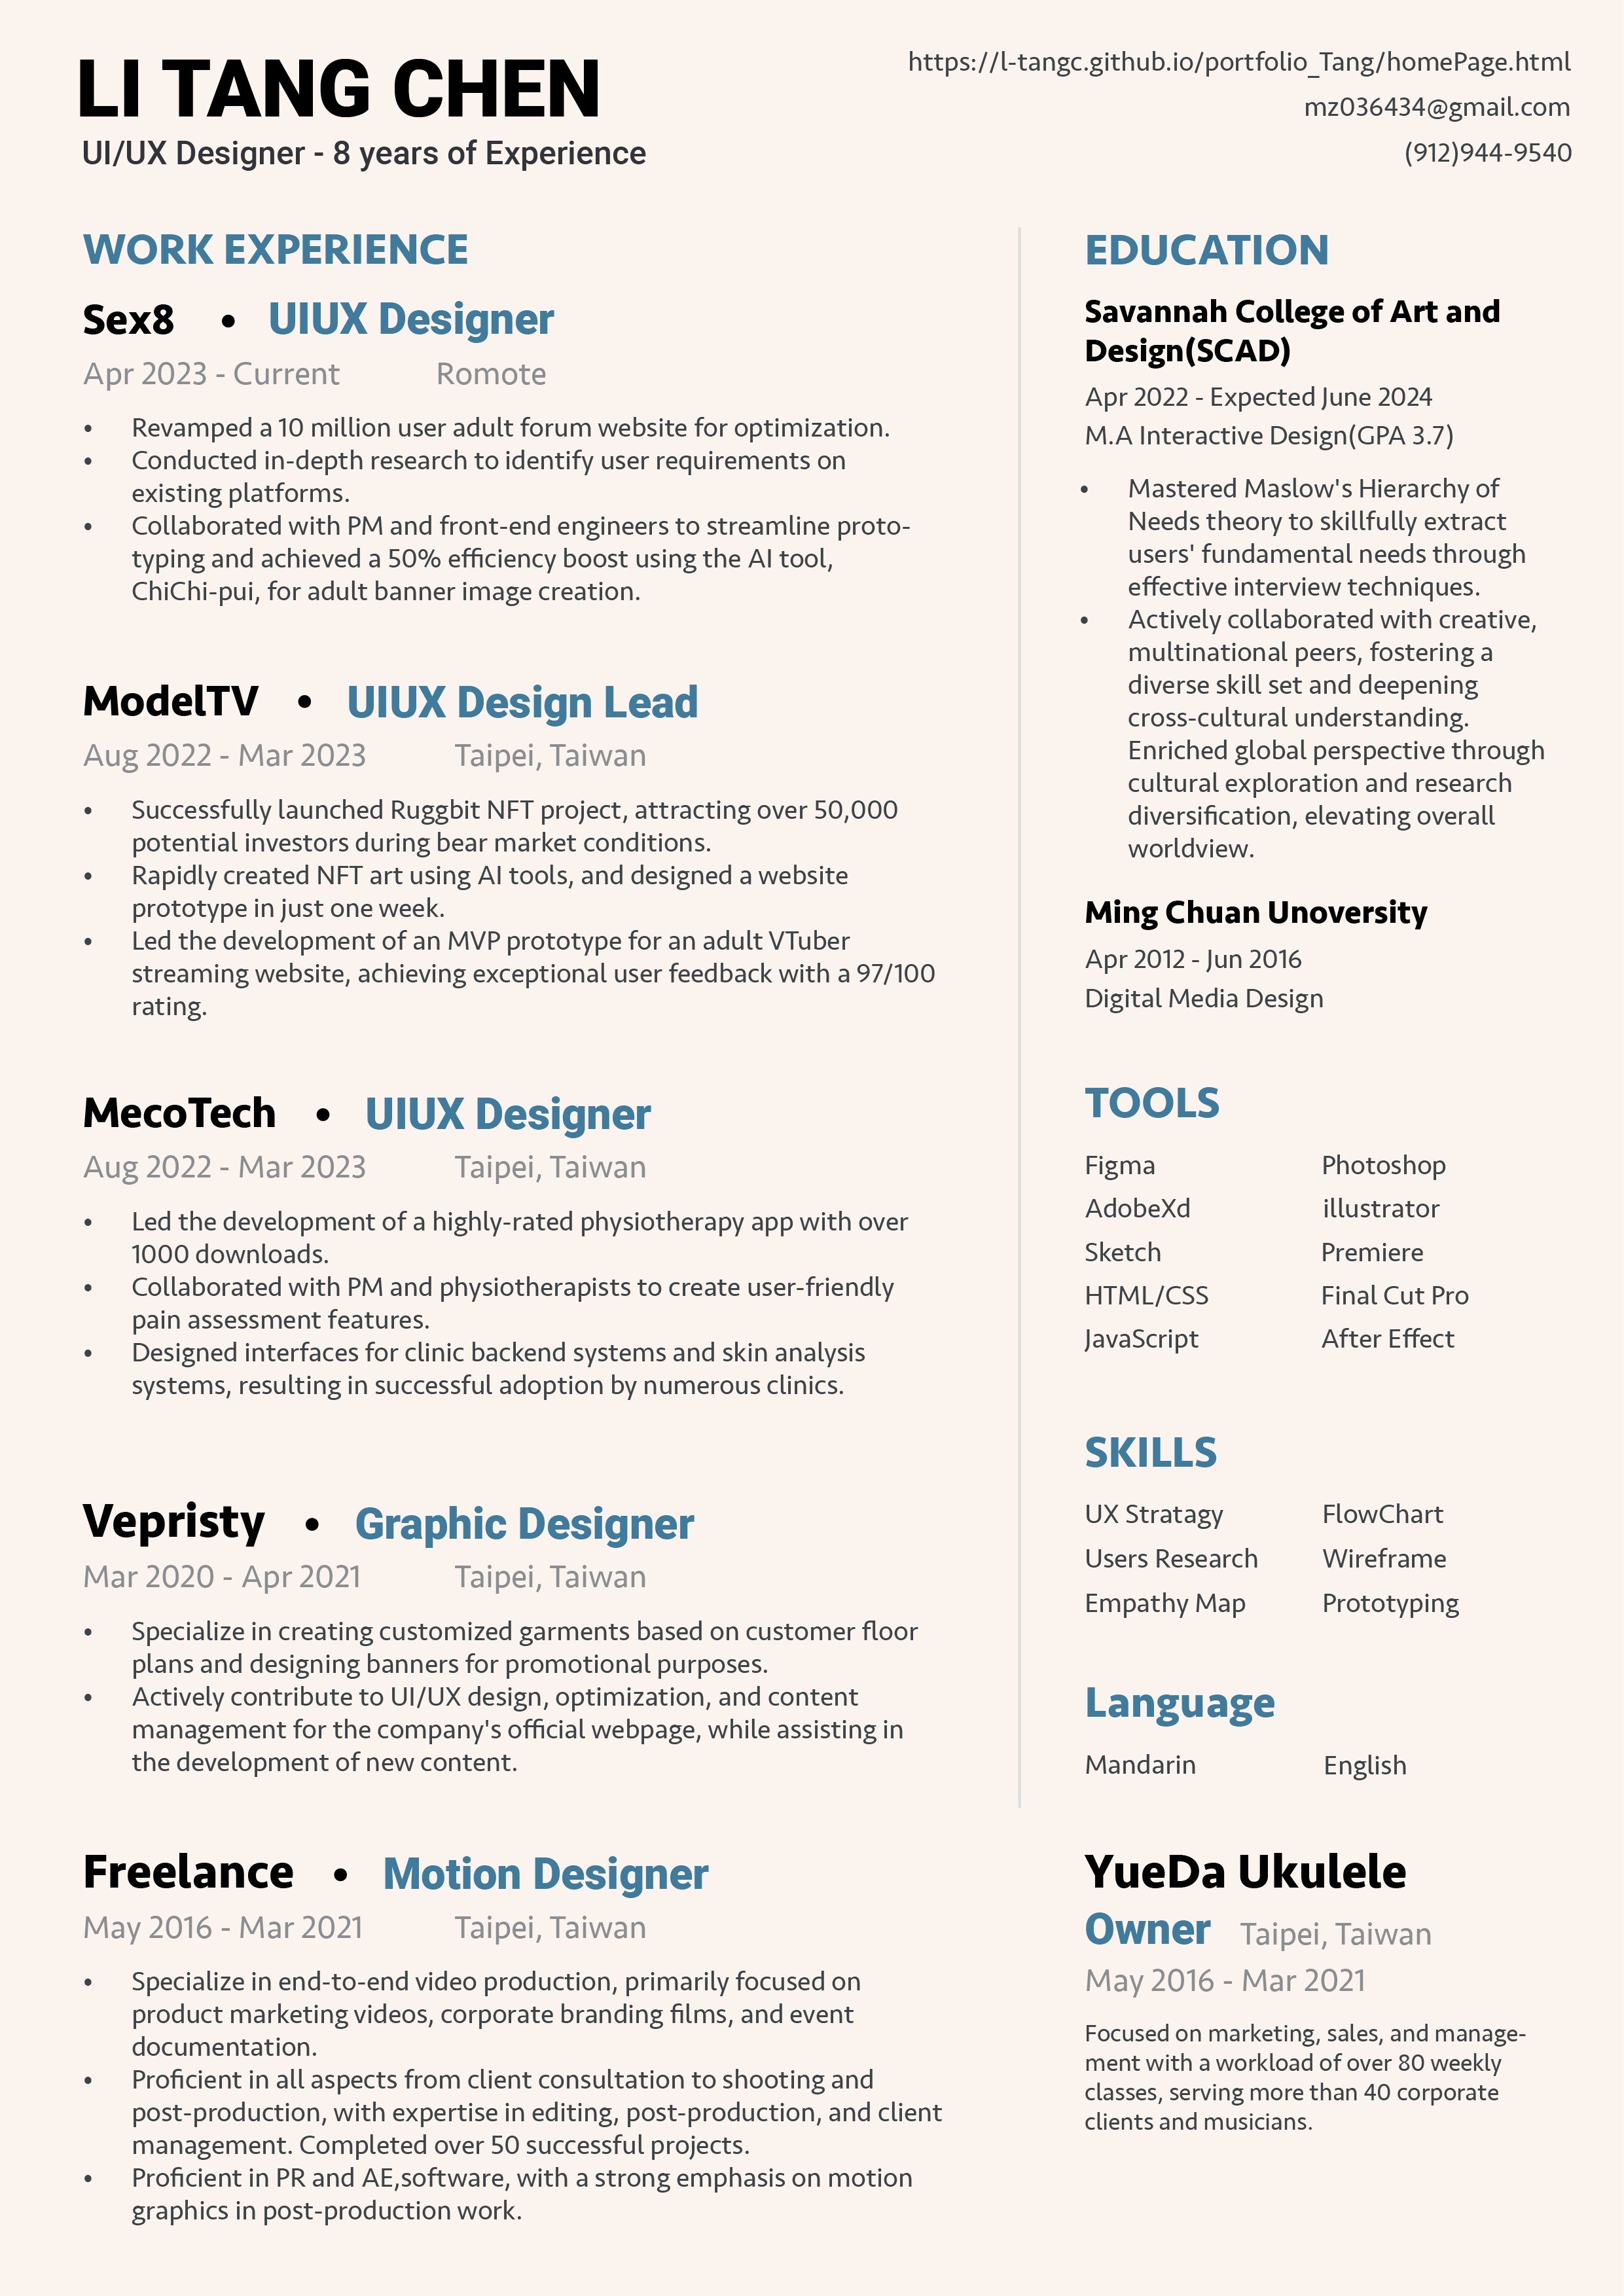 LI TANG CHEN
UI/UX Designer - 8 years of Experience
https://l-tangc.github.io/portfolio_Tang/homePage.html
mz036434@gmail.com
(912)944-9540
WORK EXPERIENCE
Sex8 • UIUX Designer
Apr 2023 - Current Romote
• Revamped a 10 million user adult forum website for optimization.
• Conducted in-depth research to identify user requirements on
existing platforms.
• Collaborated with PM and front-end engineers to streamline proto-
typing and achieved a 50% efficiency boost using the AI tool,
ChiChi-pui, for adult banner image creation.
ModelTV • UIUX Design Lead
Aug 2022 - Mar 2023 Taipei, Taiwan
• Successfully launched Ruggbit NFT project, attracting over 50,000
potential investors during bear market conditions.
• Rapidly created NFT art using AI tools, and designed a website
prototype in just one week.
• Led the development of an MVP prototype for an adult VTuber
streaming website, achieving exceptional user feedback with a 97/100
rating.
MecoTech • UIUX Designer
Aug 2022 - Mar 2023 Taipei, Taiwan
• Led the development of a highly-rated physiotherapy app with over
1000 downloads.
• Collaborated with PM and physiotherapists to create user-friendly
pain assessment features.
• Designed interfaces for clinic backend systems and skin analysis
systems, resulting in successful adoption by numerous clinics.
Vepristy • Graphic Designer
Mar 2020 - Apr 2021 Taipei, Taiwan
• Specialize in creating customized garments based on customer floor
plans and designing banners for promotional purposes.
• Actively contribute to UI/UX design, optimization, and content
management for the company's official webpage, while assisting in
the development of new content.
Freelance • Motion Designer
May 2016 - Mar 2021 Taipei, Taiwan
• Specialize in end-to-end video production, primarily focused on
product marketing videos, corporate branding films, and event
documentation.
• Proficient in all aspects from client consultation to shooting and
post-production, with expertise in editing, post-production, and client
management. Completed over 50 successful projects.
• Proficient in PR and AE,software, with a strong emphasis on motion
graphics in post-production work.
EDUCATION
Savannah College of Art and
Design(SCAD)
Apr 2022 - Expected June 2024
M.A Interactive Design(GPA 3.7)
• Mastered Maslow's Hierarchy of
Needs theory to skillfully extract
users' fundamental needs through
effective interview techniques.
• Actively collaborated with creative,
multinational peers, fostering a
diverse skill set and deepening
cross-cultural understanding.
Enriched global perspective through
cultural exploration and research
diversification, elevating overall
worldview.
Ming Chuan Unoversity
Apr 2012 - Jun 2016
Digital Media Design
TOOLS
Figma Photoshop
AdobeXd illustrator
Sketch Premiere
HTML/CSS Final Cut Pro
JavaScript After Effect
SKILLS
UX Stratagy FlowChart
Users Research Wireframe
Empathy Map Prototyping
Language
Mandarin English
YueDa Ukulele
Owner Taipei, Taiwan
May 2016 - Mar 2021
Focused on marketing, sales, and manage-
ment with a workload of over 80 weekly
classes, serving more than 40 corporate
clients and musicians.